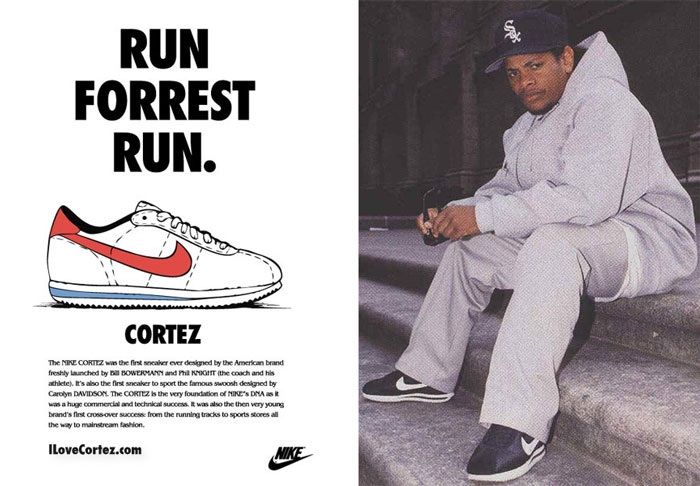 RUN
FORREST
RUN.
CORTEZ
The NIKE CORTEZ was the first sneaker ever designed by the American brand
freshly launched by Bill BOWERMANN and Phil KNIGHT (the coach and his
athlete). It's also the first sneaker to sport the famous swoosh designed by
Carolyn DAVIDSON. The CORTEZ is the very foundation of NIKE"s DNA as it
was a huge commercial and technical success. It was also the then very young
brand's first cross-over success: from the running tracks to sports stores all
the way to mainstream fashion.
ILoveCortez.com
NIKE
Sox